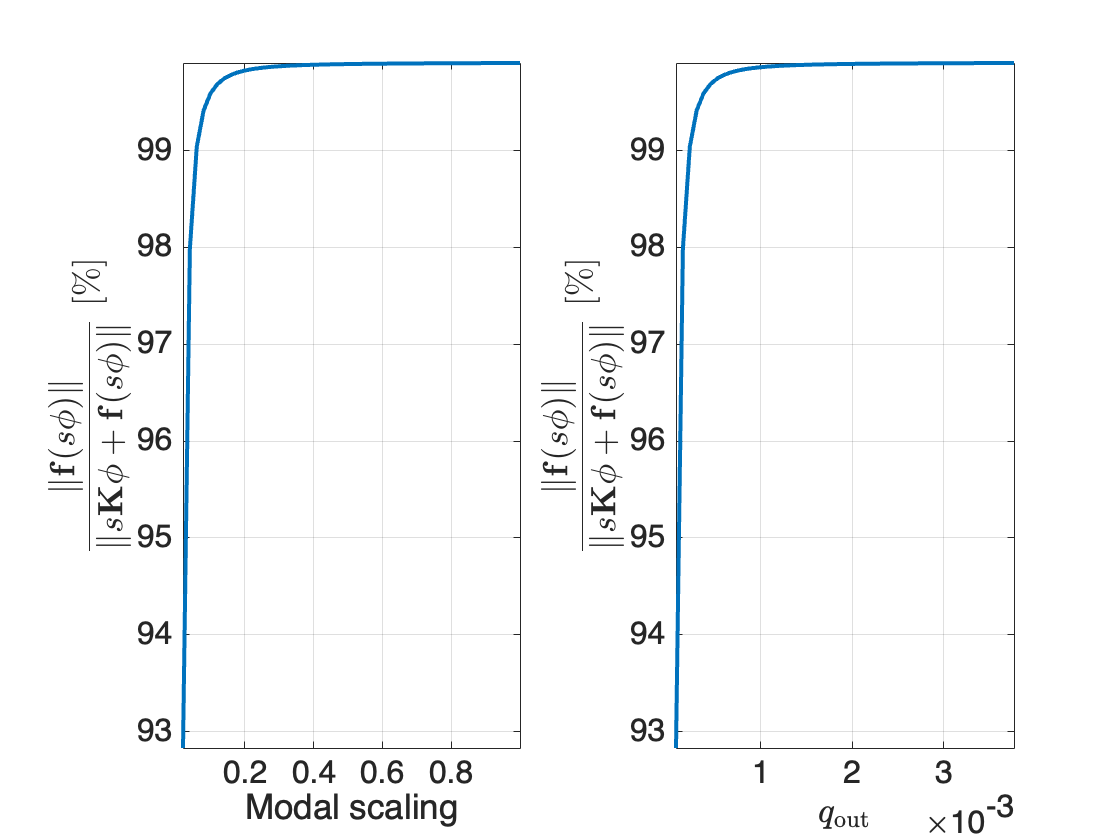 99
98
97
96
95
94
93
‖f(sϕ)‖
‖sKϕ + f(sϕ)‖
[%]
0.2 0.4 0.6 0.8
Modal scaling
99
98
97
96
95
94
93
‖f(sϕ)‖
‖sKϕ + f(sϕ)‖
[%]
1 2 3
q_out
×10^-3